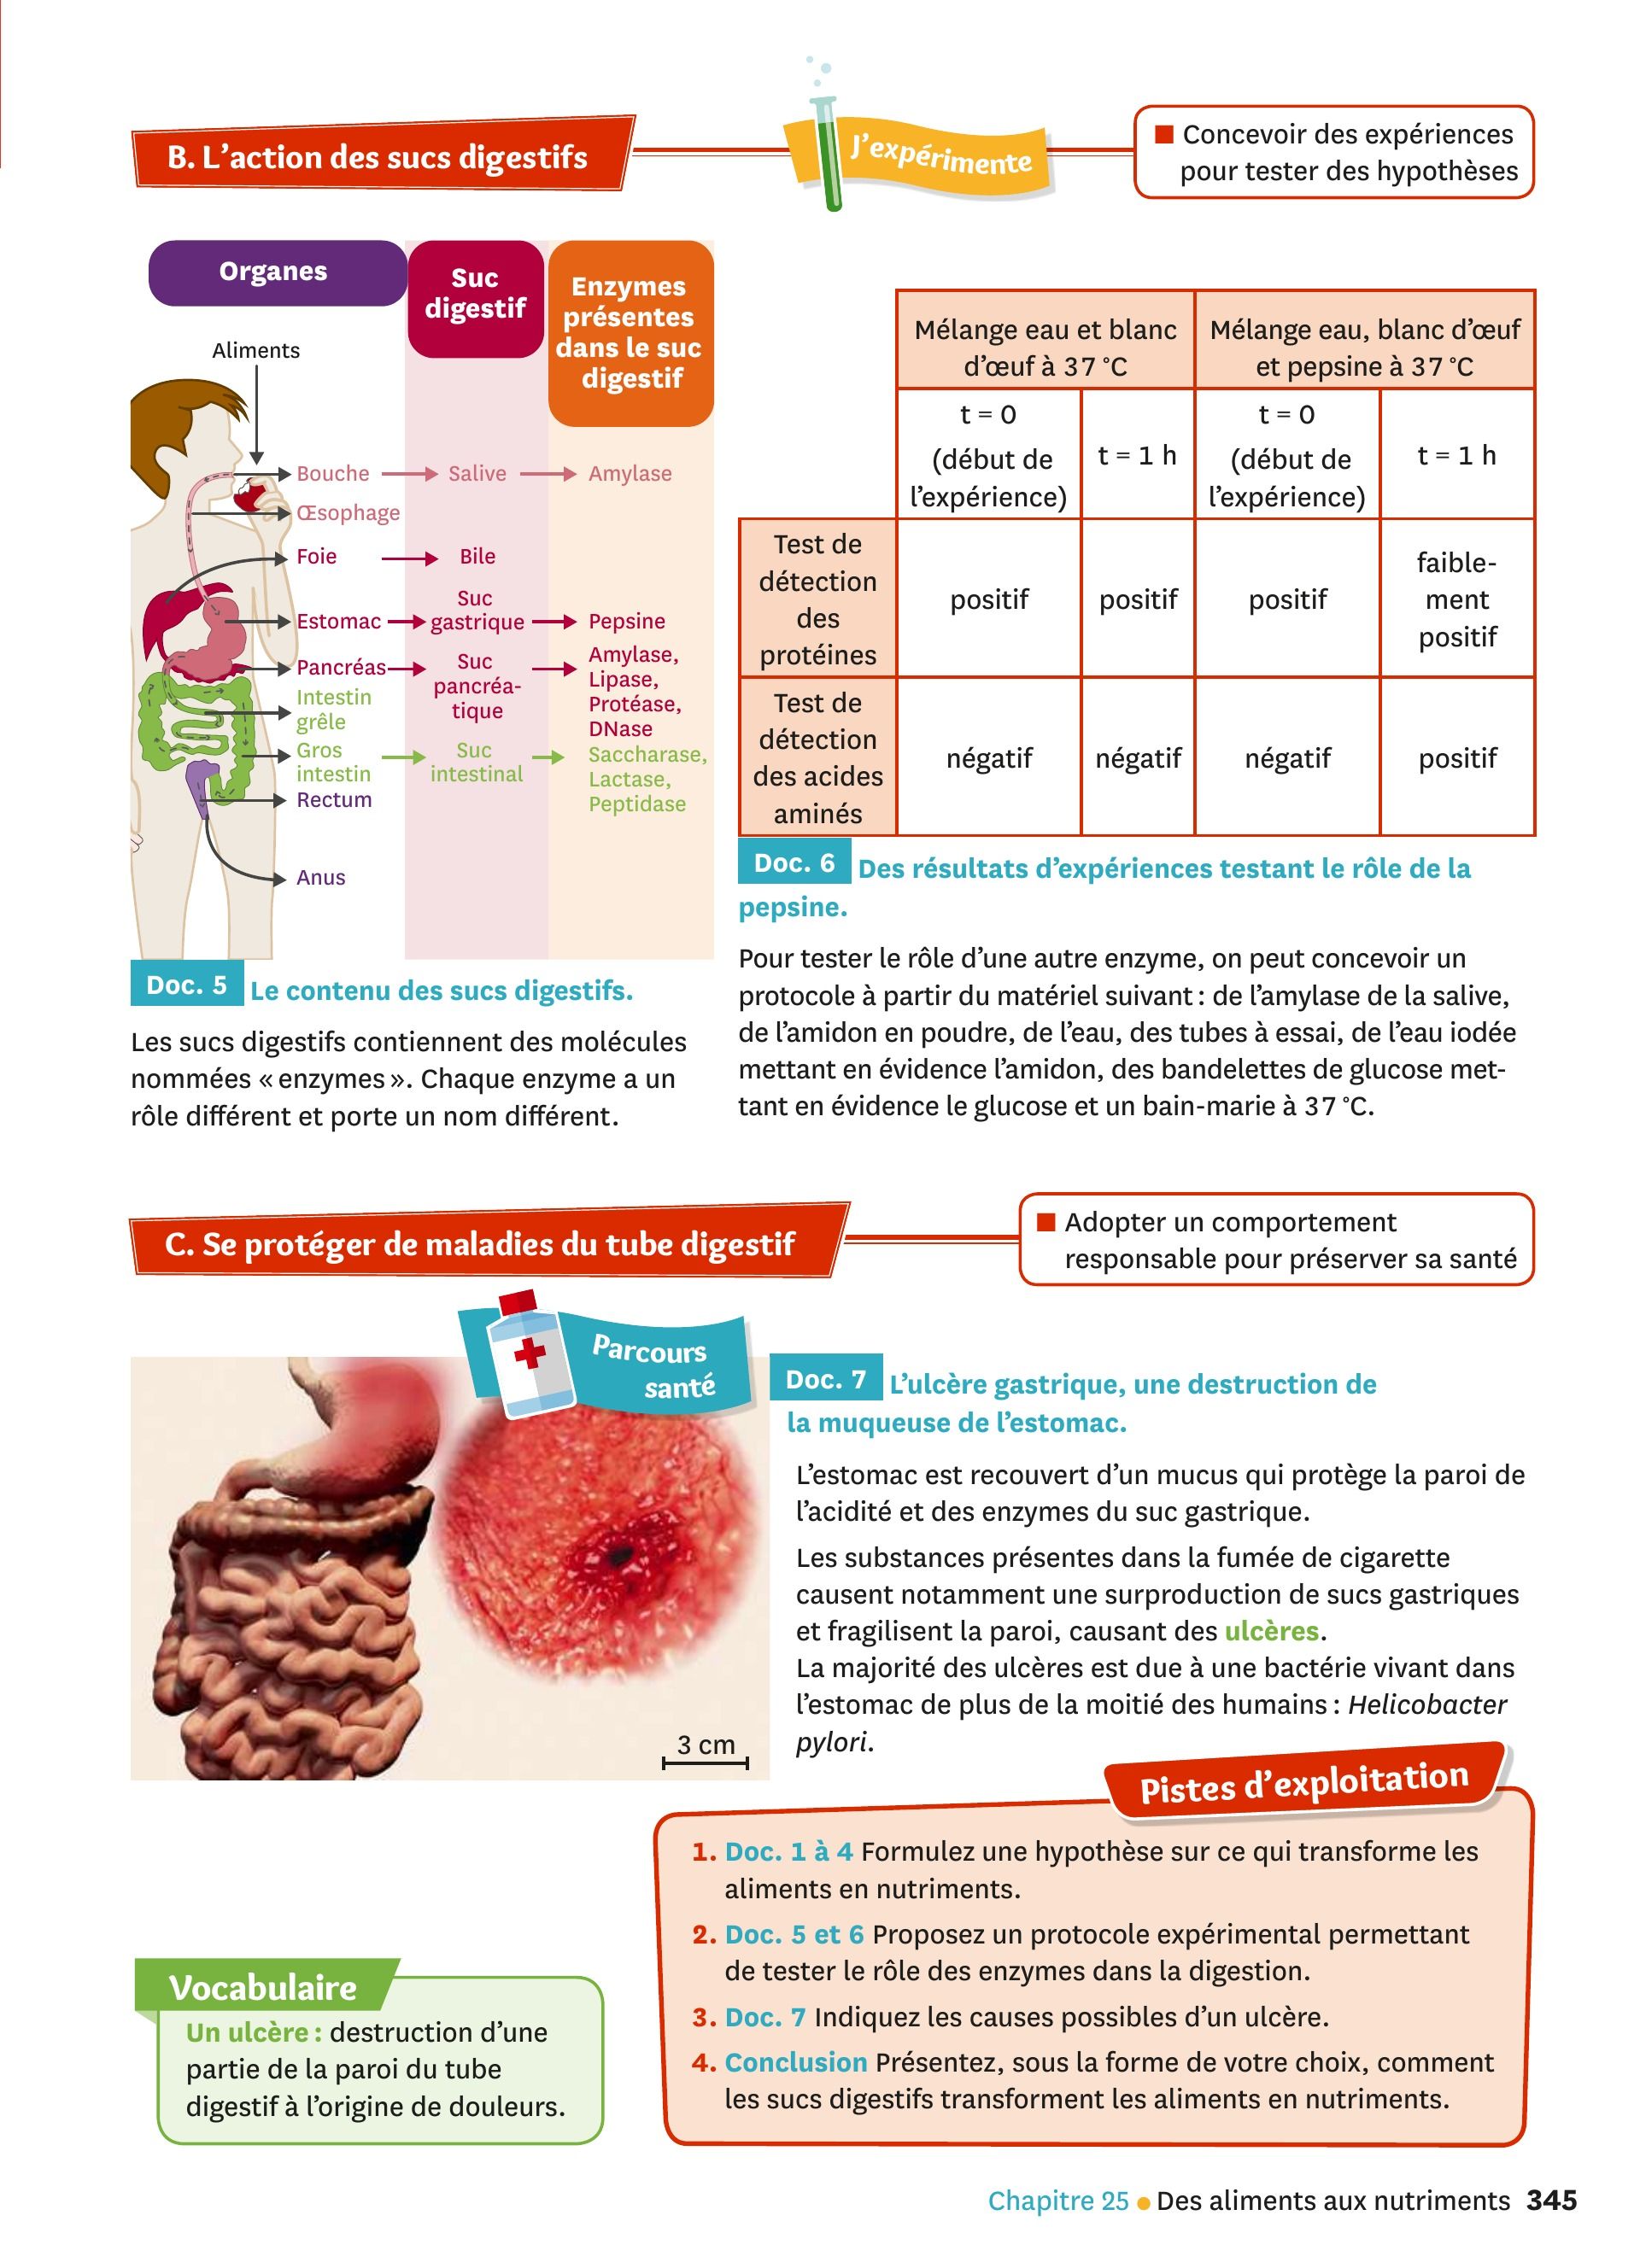 B. L'action des sucs digestifs
J'expérimente
■ Concevoir des expériences
pour tester des hypothèses
Organes
Suc
digestif
Enzymes
présentes
dans le suc
digestif
Aliments
Bouche
Salive
Amylase
Œsophage
Foie
Bile
Estomac
Suc
gastrique
Pepsine
Pancréas
Suc
pancréa-
tique
Amylase,
Lipase,
Protéase,
DNase
Intestin
grêle
Gros
intestin
Suc
intestinal
Saccharase,
Lactase,
Peptidase
Rectum
Anus
Doc. 5 Le contenu des sucs digestifs.
Les sucs digestifs contiennent des molécules
nommées « enzymes ». Chaque enzyme a un
rôle différent et porte un nom différent.
Mélange eau et blanc
d'œuf à 37 °C
Mélange eau, blanc d'œuf
et pepsine à 37 °C
t = 0
(début de
l'expérience)
t = 1 h
t = 0
(début de
l'expérience)
t = 1 h
Test de
détection
des
protéines
positif
positif
positif
faible-
ment
positif
Test de
détection
des acides
aminés
négatif
négatif
négatif
positif
Doc. 6 Des résultats d'expériences testant le rôle de la
pepsine.
Pour tester le rôle d'une autre enzyme, on peut concevoir un
protocole à partir du matériel suivant : de l'amylase de la salive,
de l'amidon en poudre, de l'eau, des tubes à essai, de l'eau iodée
mettant en évidence l'amidon, des bandelettes de glucose met-
tant en évidence le glucose et un bain-marie à 37 °C.
C. Se protéger de maladies du tube digestif
■ Adopter un comportement
responsable pour préserver sa santé
Parcours
santé
3 cm
Doc. 7 L'ulcère gastrique, une destruction de
la muqueuse de l'estomac.
L'estomac est recouvert d'un mucus qui protège la paroi de
l'acidité et des enzymes du suc gastrique.
Les substances présentes dans la fumée de cigarette
causent notamment une surproduction de sucs gastriques
et fragilisent la paroi, causant des ulcères.
La majorité des ulcères est due à une bactérie vivant dans
l'estomac de plus de la moitié des humains : Helicobacter
pylori.
Pistes d'exploitation
1. Doc. 1 à 4 Formulez une hypothèse sur ce qui transforme les
aliments en nutriments.
2. Doc. 5 et 6 Proposez un protocole expérimental permettant
de tester le rôle des enzymes dans la digestion.
3. Doc. 7 Indiquez les causes possibles d'un ulcère.
4. Conclusion Présentez, sous la forme de votre choix, comment
les sucs digestifs transforment les aliments en nutriments.
Vocabulaire
Un ulcère : destruction d'une
partie de la paroi du tube
digestif à l'origine de douleurs.
Chapitre 25 ● Des aliments aux nutriments 345